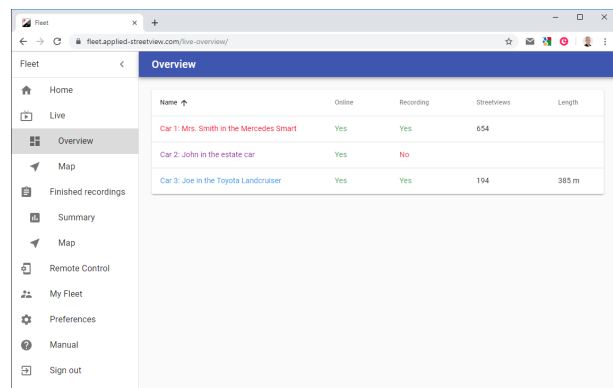 Fleet
fleet.applied-streetview.com/live-overview/
Fleet
Overview
Home
Live
Overview
Map
Finished recordings
Summary
Map
Remote Control
My Fleet
Preferences
Manual
Sign out
Name Online Recording Streetviews Length
Car 1: Mrs. Smith in the Mercedes Smart Yes Yes 654
Car 2: John in the estate car Yes No
Car 3: Joe in the Toyota Landcruiser Yes Yes 194 385 m